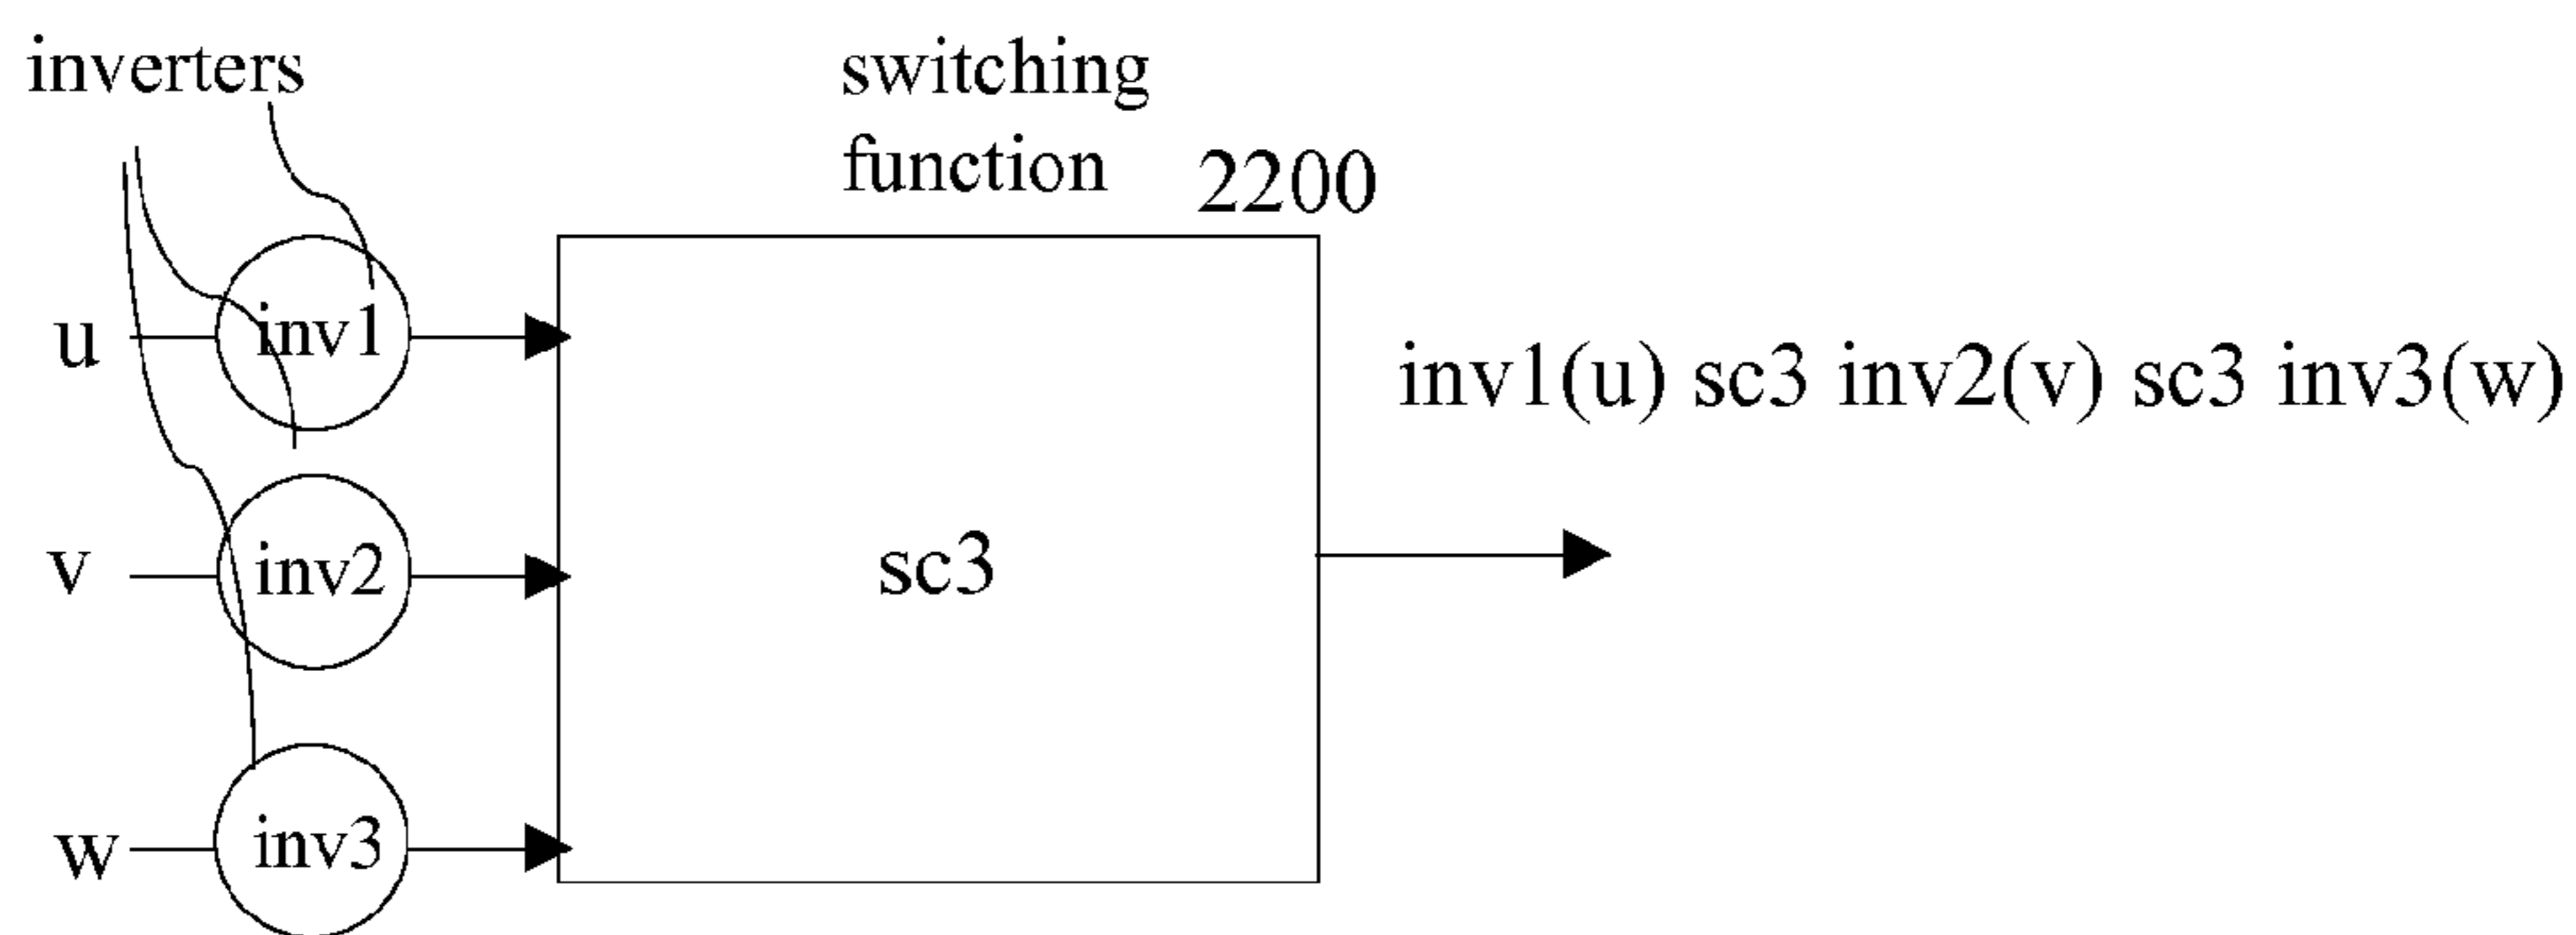 inverters
switching
function 2200
u
inv1
inv1(u) sc3 inv2(v) sc3 inv3(w)
v
inv2
sc3
w
inv3